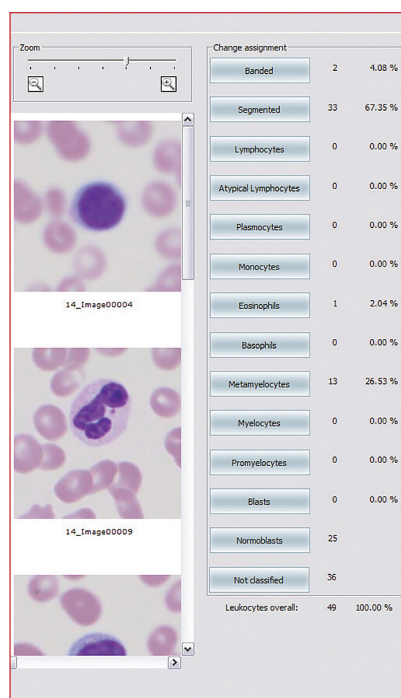 Zoom
14_Image00004
14_Image00009
Change assignment
Banded 2 4.08 %
Segmented 33 67.35 %
Lymphocytes 0 0.00 %
Atypical Lymphocytes 0 0.00 %
Plasmocytes 0 0.00 %
Monocytes 0 0.00 %
Eosinophils 1 2.04 %
Basophils 0 0.00 %
Metamyelocytes 13 26.53 %
Myelocytes 0 0.00 %
Promyelocytes 0 0.00 %
Blasts 0 0.00 %
Normoblasts 25
Not classified 36
Leukocytes overall: 49 100.00 %